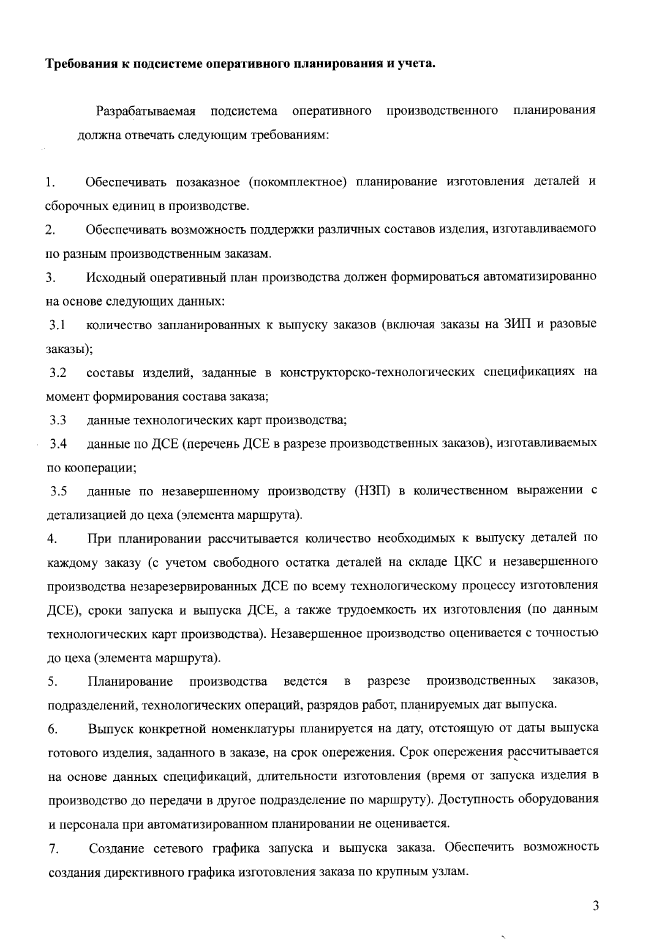 Требования к подсистеме оперативного планирования и учета.
Разрабатываемая подсистема оперативного производственного планирования
должна отвечать следующим требованиям:
1. Обеспечивать позаказное (покомплектное) планирование изготовления деталей и
сборочных единиц в производстве.
2. Обеспечивать возможность поддержки различных составов изделия, изготавливаемого
по разным производственным заказам.
3. Исходный оперативный план производства должен формироваться автоматизированно
на основе следующих данных:
3.1 количество запланированных к выпуску заказов (включая заказы на ЗИП и разовые
заказы);
3.2 составы изделий, заданные в конструкторско-технологических спецификациях на
момент формирования состава заказа;
3.3 данные технологических карт производства;
3.4 данные по ДСЕ (перечень ДСЕ в разрезе производственных заказов), изготавливаемых
по кооперации;
3.5 данные по незавершенному производству (НЗП) в количественном выражении с
детализацией до цеха (элемента маршрута).
4. При планировании рассчитывается количество необходимых к выпуску деталей по
каждому заказу (с учетом свободного остатка деталей на складе ЦКС и незавершенного
производства незарезервированных ДСЕ по всему технологическому процессу изготовления
ДСЕ), сроки запуска и выпуска ДСЕ, а также трудоемкость их изготовления (по данным
технологических карт производства). Незавершенное производство оценивается с точностью
до цеха (элемента маршрута).
5. Планирование производства ведется в разрезе производственных заказов,
подразделений, технологических операций, разрядов работ, планируемых дат выпуска.
6. Выпуск конкретной номенклатуры планируется на дату, отстоящую от даты выпуска
готового изделия, заданного в заказе, на срок опережения. Срок опережения рассчитывается
на основе данных спецификаций, длительности изготовления (время от запуска изделия в
производство до передачи в другое подразделение по маршруту). Доступность оборудования
и персонала при автоматизированном планировании не оценивается.
7. Создание сетевого графика запуска и выпуска заказа. Обеспечить возможность
создания директивного графика изготовления заказа по крупным узлам.
3